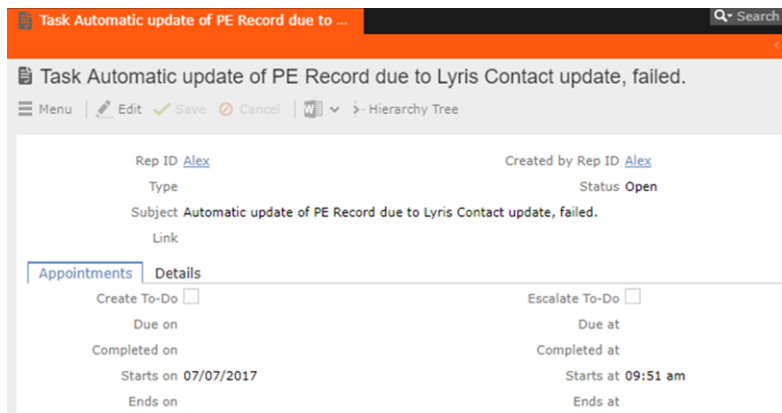 Task Automatic update of PE Record due to ...
Search
Task Automatic update of PE Record due to Lyris Contact update, failed.
Menu Edit Save Cancel Hierarchy Tree
Rep ID Alex Created by Rep ID Alex
Type Status Open
Subject Automatic update of PE Record due to Lyris Contact update, failed.
Link
Appointments Details
Create To-Do Escalate To-Do
Due on Due at
Completed on Completed at
Starts on 07/07/2017 Starts at 09:51 am
Ends on Ends at